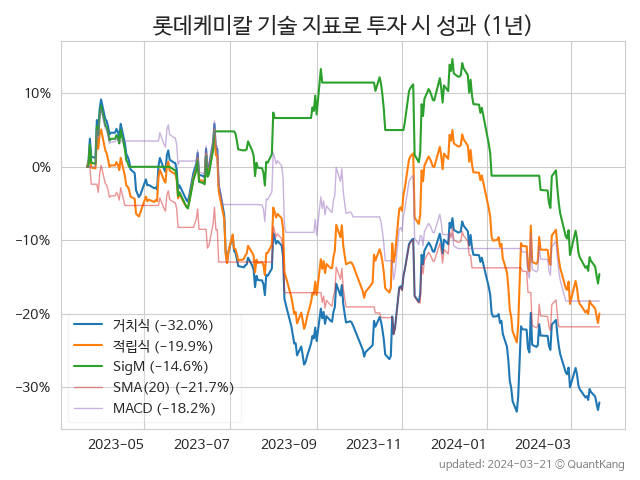 롯데케미칼 기술 지표로 투자 시 성과 (1년)
10%
0%
−10%
−20%
−30%
거치식 (−32.0%)
적립식 (−19.9%)
SigM (−14.6%)
SMA(20) (−21.7%)
MACD (−18.2%)
2023-05 2023-07 2023-09 2023-11 2024-01 2024-03
updated: 2024-03-21 © QuantKang